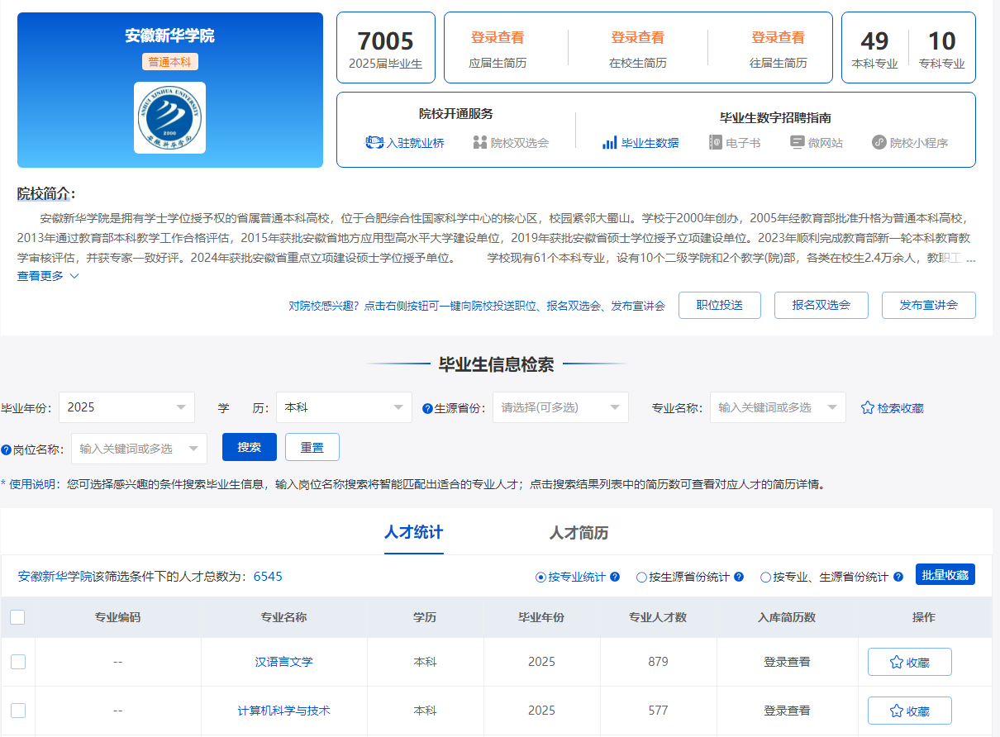 安徽新华学院
普通本科
ANHUI XINHUA UNIVERSITY
2000
安徽新华学院
7005
2025届毕业生
登录查看 登录查看 登录查看
应届生简历 在校生简历 往届生简历
49 10
本科专业 专科专业
院校开通服务
入驻就业桥 院校双选会
毕业生数字招聘指南
毕业生数据 电子书 微网站 院校小程序
院校简介:
安徽新华学院是拥有学士学位授予权的省属普通本科高校，位于合肥综合性国家科学中心的核心区，校园紧邻大蜀山。学校于2000年创办，2005年经教育部批准升格为普通本科高校，
2013年通过教育部本科教学工作合格评估，2015年获批安徽省地方应用型高水平大学建设单位，2019年获批安徽省硕士学位授予立项建设单位。2023年顺利完成教育部新一轮本科教育教
学审核评估，并获专家一致好评。2024年获批安徽省重点立项建设硕士学位授予单位。 学校现有61个本科专业，设有10个二级学院和2个教学(院)部，各类在校生2.4万余人，教职工 ...
查看更多
对院校感兴趣？点击右侧按钮可一键向院校投送职位、报名双选会、发布宣讲会 职位投送 报名双选会 发布宣讲会
毕业生信息检索
毕业年份： 2025 学 历： 本科 ?生源省份： 请选择(可多选) 专业名称： 输入关键词或多选 检索收藏
?岗位名称： 输入关键词或多选 搜索 重置
* 使用说明：您可选择感兴趣的条件搜索毕业生信息，输入岗位名称搜索将智能匹配出适合的专业人才；点击搜索结果列表中的简历数可查看对应人才的简历详情。
人才统计 人才简历
安徽新华学院该筛选条件下的人才总数为：6545 按专业统计 ? 按生源省份统计 ? 按专业、生源省份统计 ? 批量收藏
专业编码 专业名称 学历 毕业年份 专业人才数 入库简历数 操作
-- 汉语言文学 本科 2025 879 登录查看 收藏
-- 计算机科学与技术 本科 2025 577 登录查看 收藏